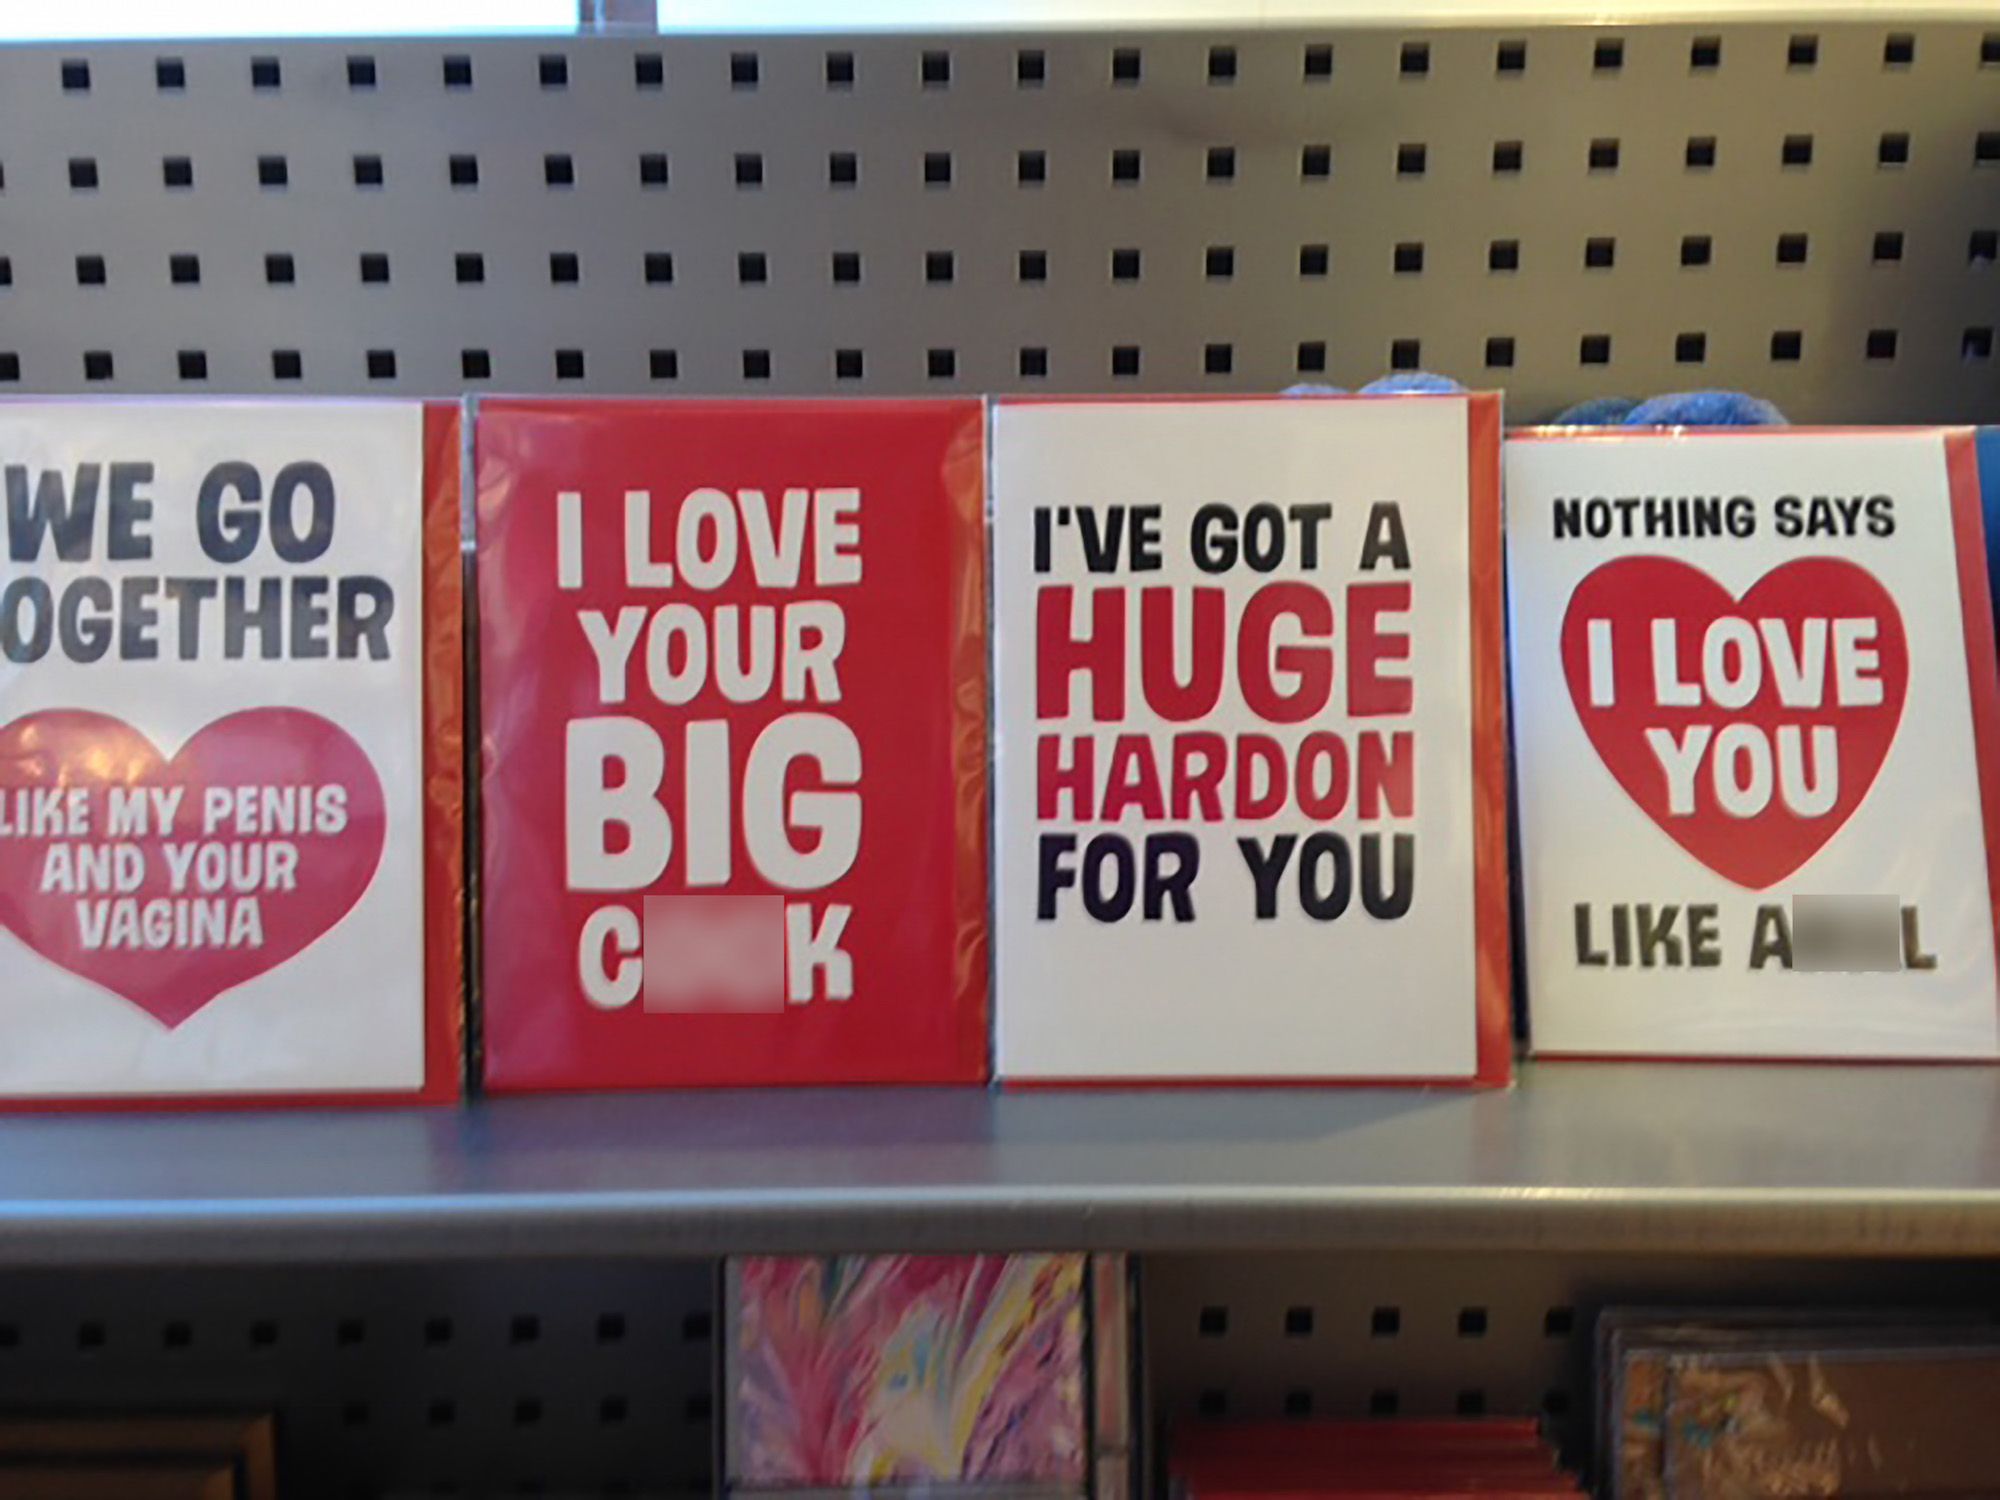 WE GO
OGETHER
LIKE MY PENIS
AND YOUR
VAGINA
I LOVE
YOUR
BIG
I'VE GOT A
HUGE
HARDON
FOR YOU
NOTHING SAYS
I LOVE
YOU
LIKE